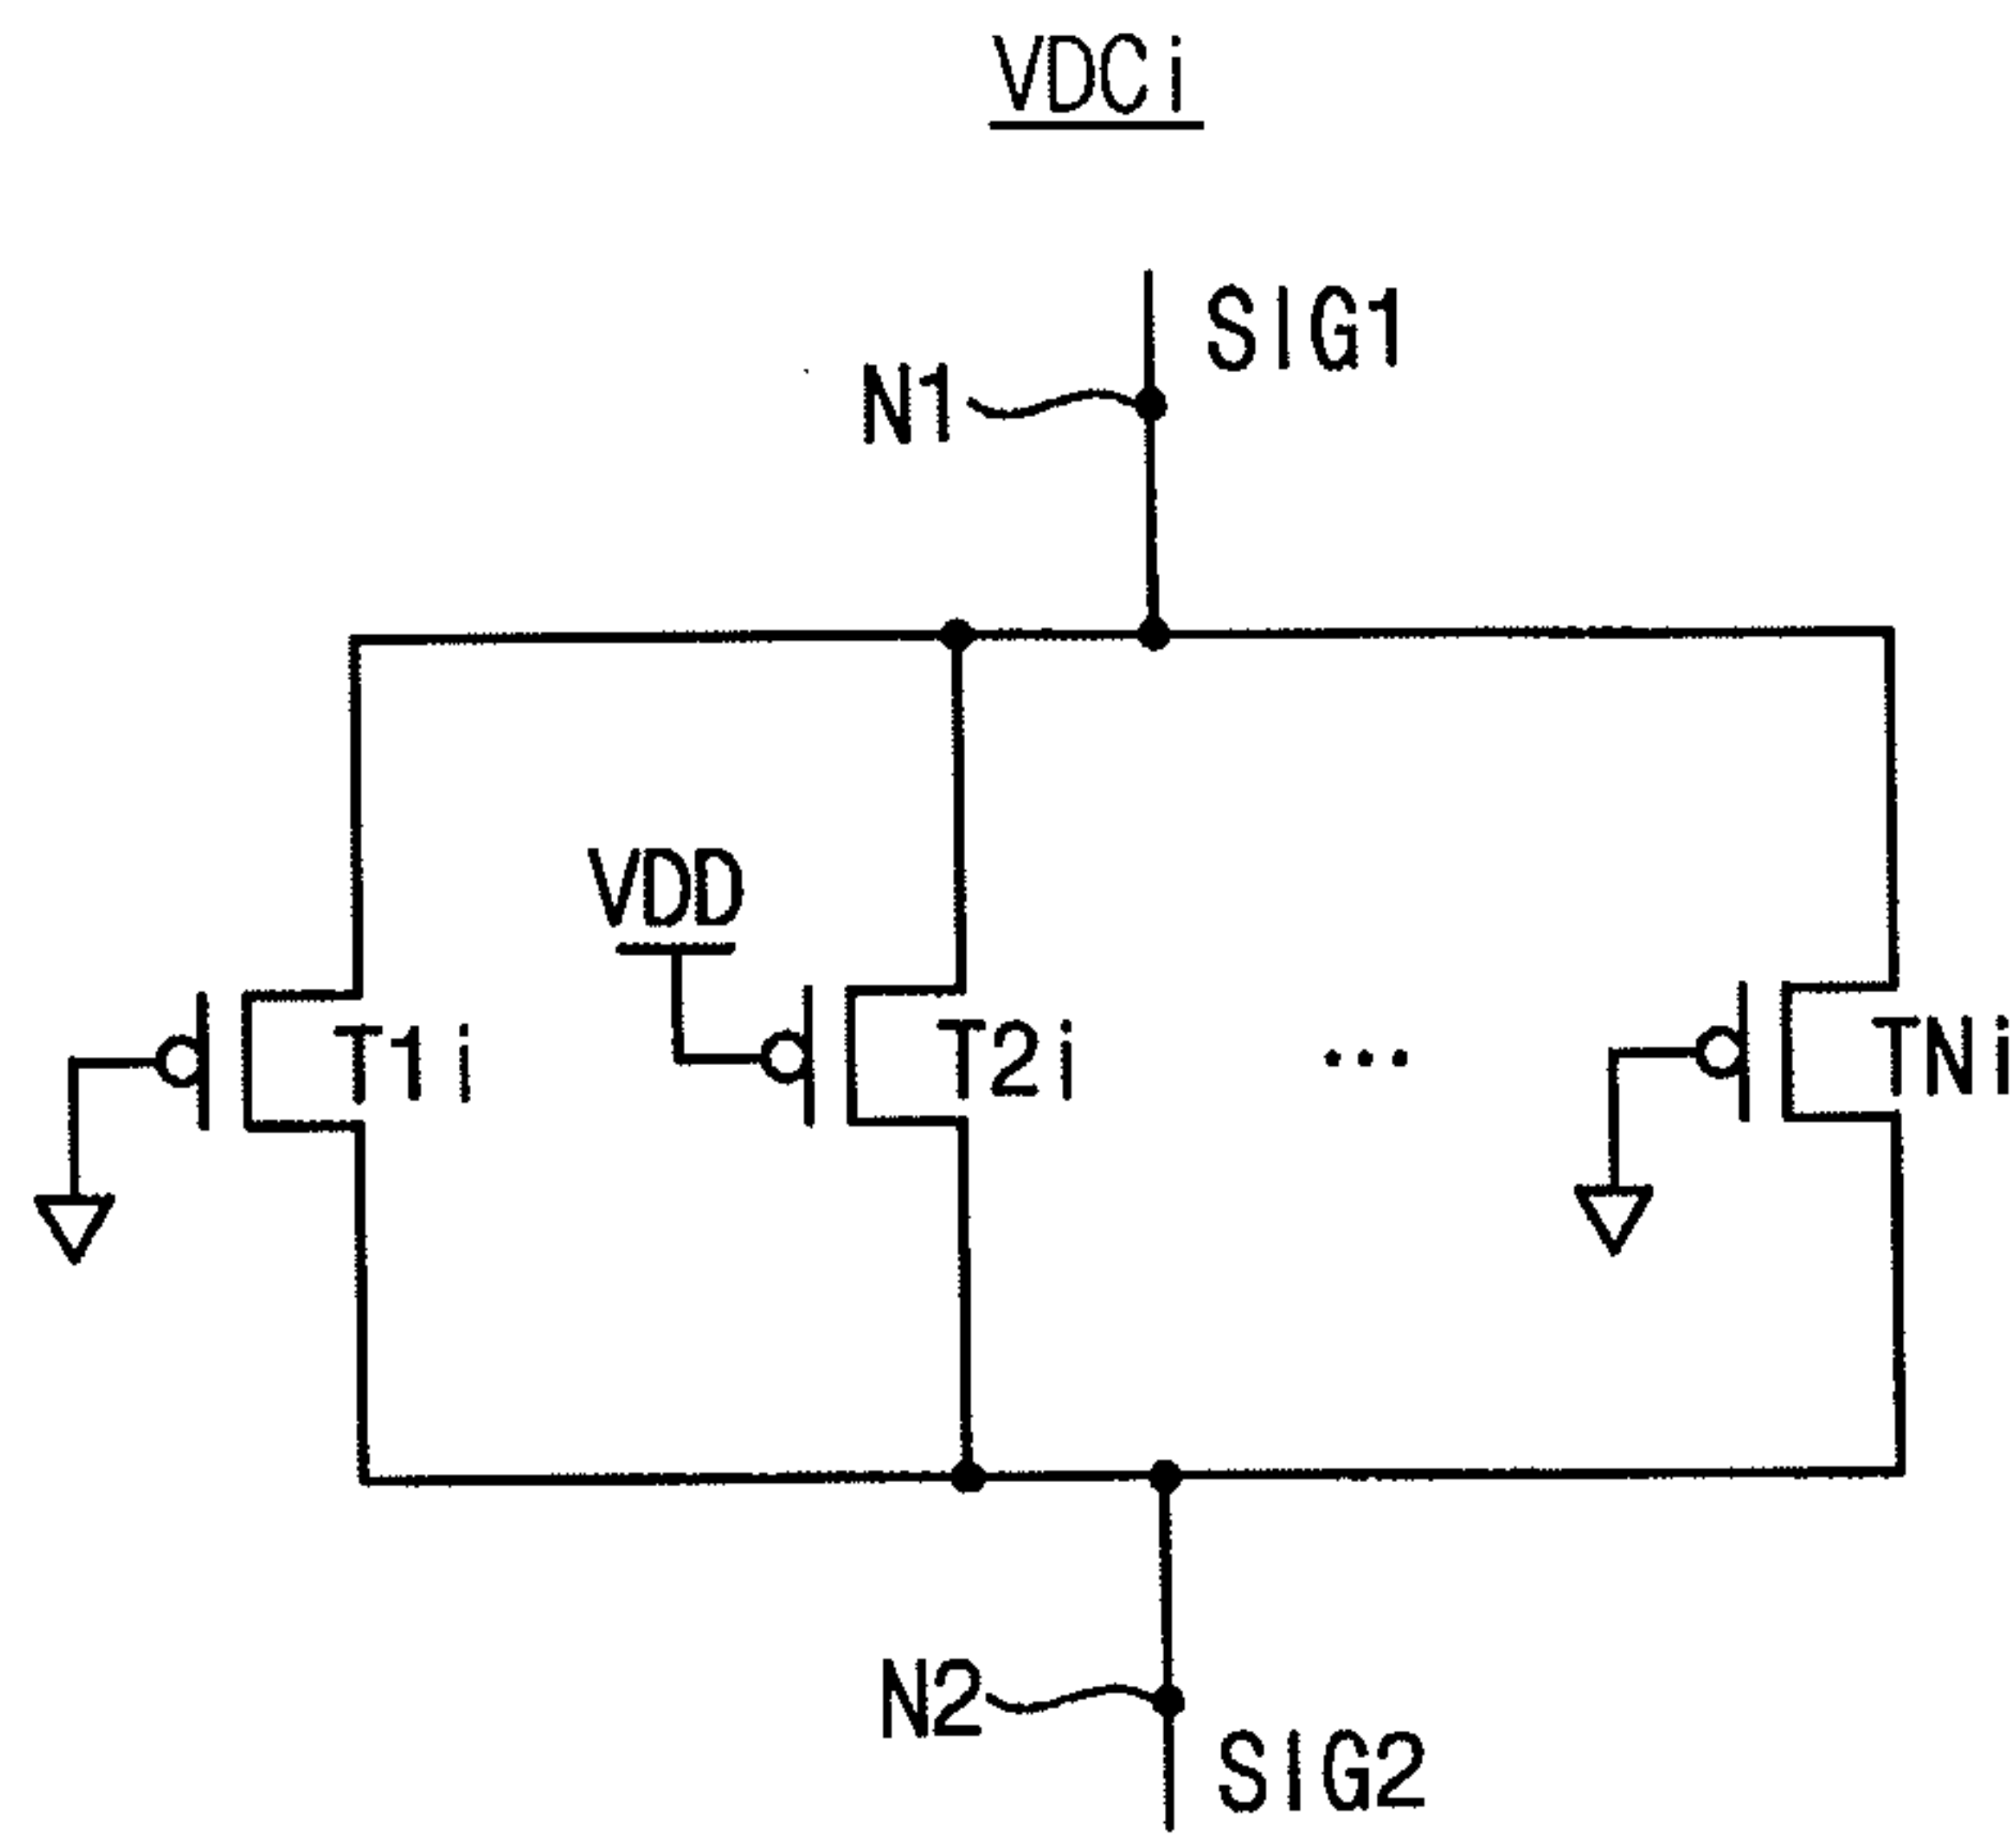 VDCi
SIG1
N1
VDD
T1i
T2i
...
TNi
N2
SIG2